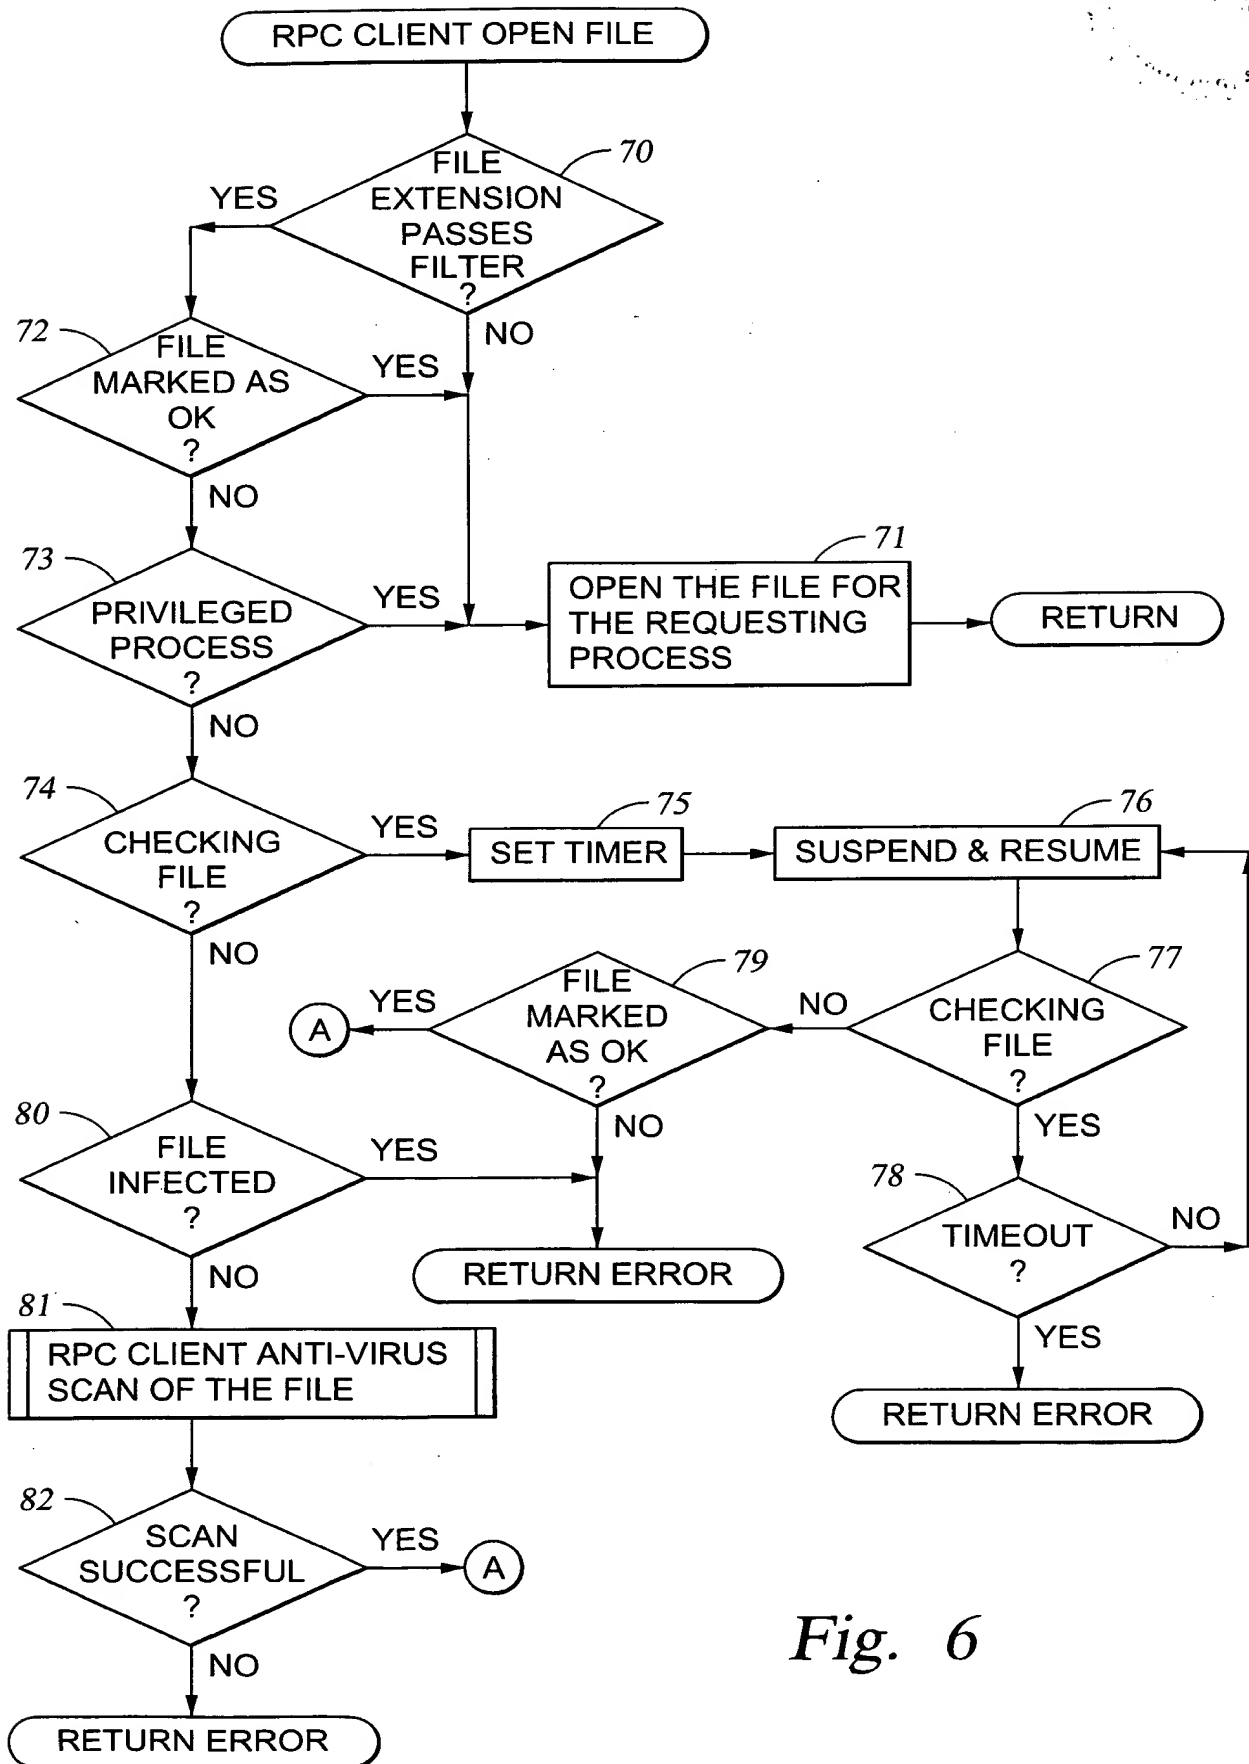 RPC CLIENT OPEN FILE
70
FILE
EXTENSION
PASSES
FILTER
?
YES
NO
72
FILE
MARKED AS
OK
?
YES
NO
73
PRIVILEGED
PROCESS
?
YES
NO
71
OPEN THE FILE FOR
THE REQUESTING
PROCESS
RETURN
74
CHECKING
FILE
?
YES
NO
75
SET TIMER
76
SUSPEND & RESUME
77
CHECKING
FILE
?
NO
YES
79
FILE
MARKED
AS OK
?
YES
A
NO
78
TIMEOUT
?
NO
YES
RETURN ERROR
80
FILE
INFECTED
?
YES
NO
RETURN ERROR
81
RPC CLIENT ANTI-VIRUS
SCAN OF THE FILE
82
SCAN
SUCCESSFUL
?
YES
A
NO
RETURN ERROR
Fig. 6